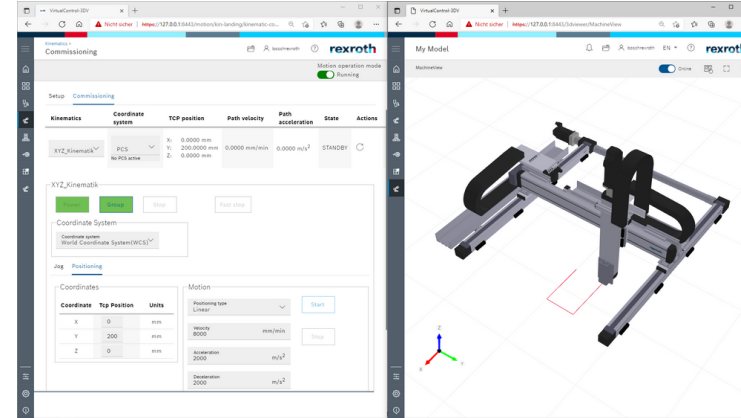 VirtualControl-3DV
Nicht sicher | https://127.0.0.1:8443/motion/kin-landing/kinematic-co...
Kinematics >
Commissioning
boschrexroth
rexroth
Motion operation mode
Running
Setup Commissioning
Kinematics Coordinate system TCP position Path velocity Path acceleration State Actions
XYZ_Kinematik PCS X: 0.0000 mm 0.0000 mm/min 0.0000 m/s² STANDBY
Y: 200.0000 mm
No PCS active Z: 0.0000 mm
XYZ_Kinematik
Power Group Stop Fast stop
Coordinate System
Coordinate system
World Coordinate System(WCS)
Jog Positioning
Coordinates
Coordinate Tcp Position Units
X 0 mm
Y 200 mm
Z 0 mm
Motion
Positioning type
Linear
Start
Velocity
8000 mm/min
Stop
Acceleration
2000 m/s²
Deceleration
2000 m/s²
VirtualControl-3DV
Nicht sicher | https://127.0.0.1:8443/3dviewer/MachineView
My Model
boschrexroth EN
rexroth
MachineView
Online
Z
X